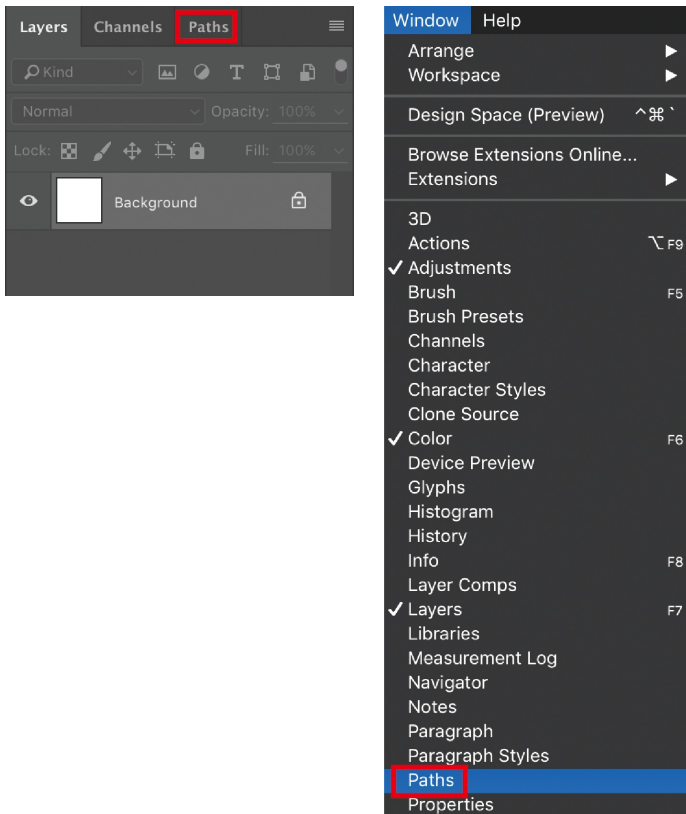 Layers Channels Paths
Kind
Normal Opacity: 100%
Lock: Fill: 100%
Background
Window Help
Arrange
Workspace
Design Space (Preview) ^⌘`
Browse Extensions Online...
Extensions
3D
Actions ⌥F9
Adjustments
Brush F5
Brush Presets
Channels
Character
Character Styles
Clone Source
Color F6
Device Preview
Glyphs
Histogram
History
Info F8
Layer Comps
Layers F7
Libraries
Measurement Log
Navigator
Notes
Paragraph
Paragraph Styles
Paths
Properties